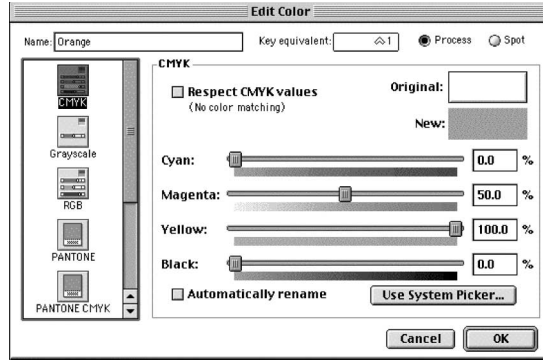 Edit Color
Name: Orange
Key equivalent: ⌃1
Process
Spot
CMYK
Grayscale
RGB
PANTONE
PANTONE CMYK
CMYK
Respect CMYK values
(No color matching)
Original:
New:
Cyan: 0.0 %
Magenta: 50.0 %
Yellow: 100.0 %
Black: 0.0 %
Automatically rename
Use System Picker...
Cancel
OK